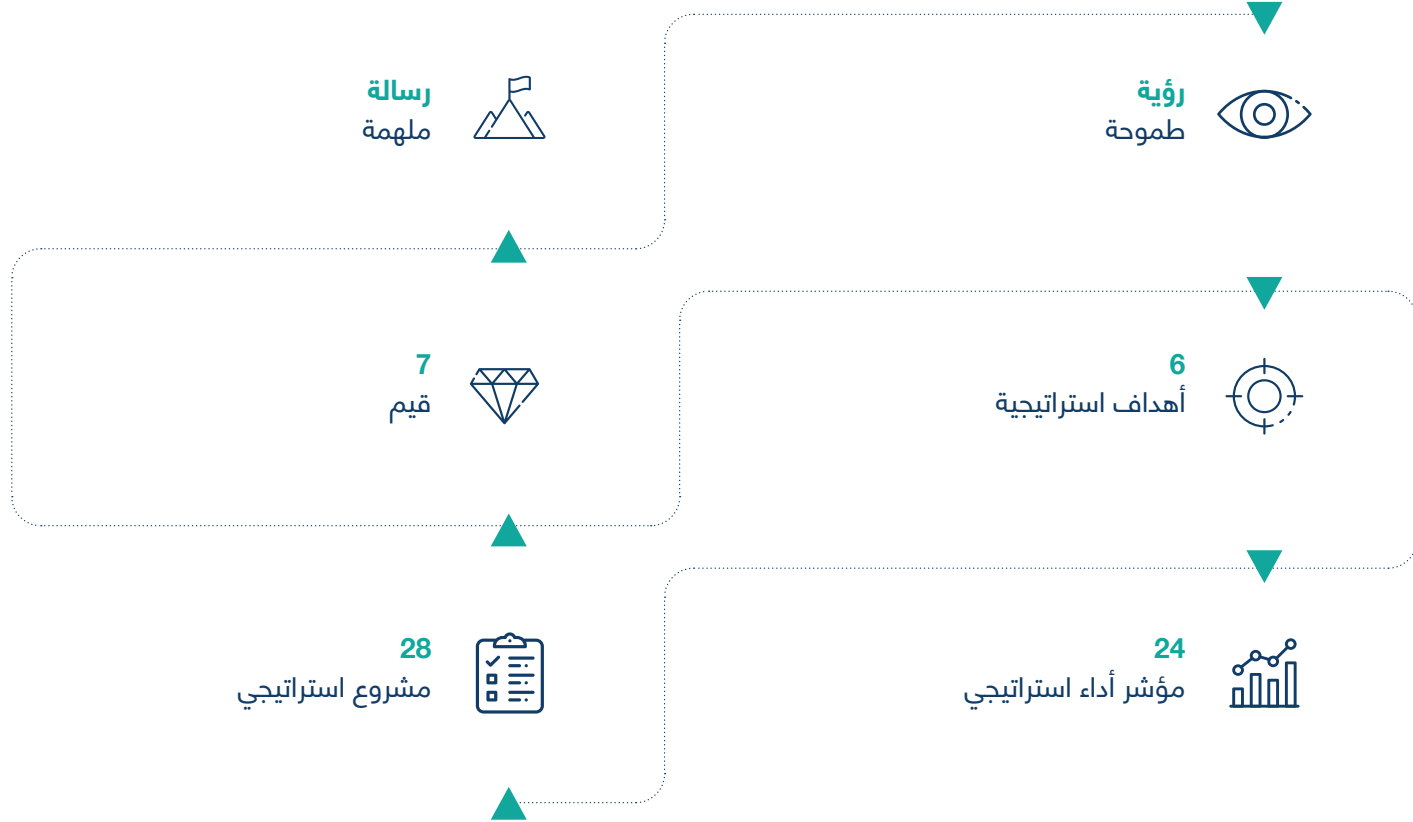 رؤية
طموحة
رسالة
ملهمة
6
أهداف استراتيجية
7
قيم
24
مؤشر أداء استراتيجي
28
مشروع استراتيجي